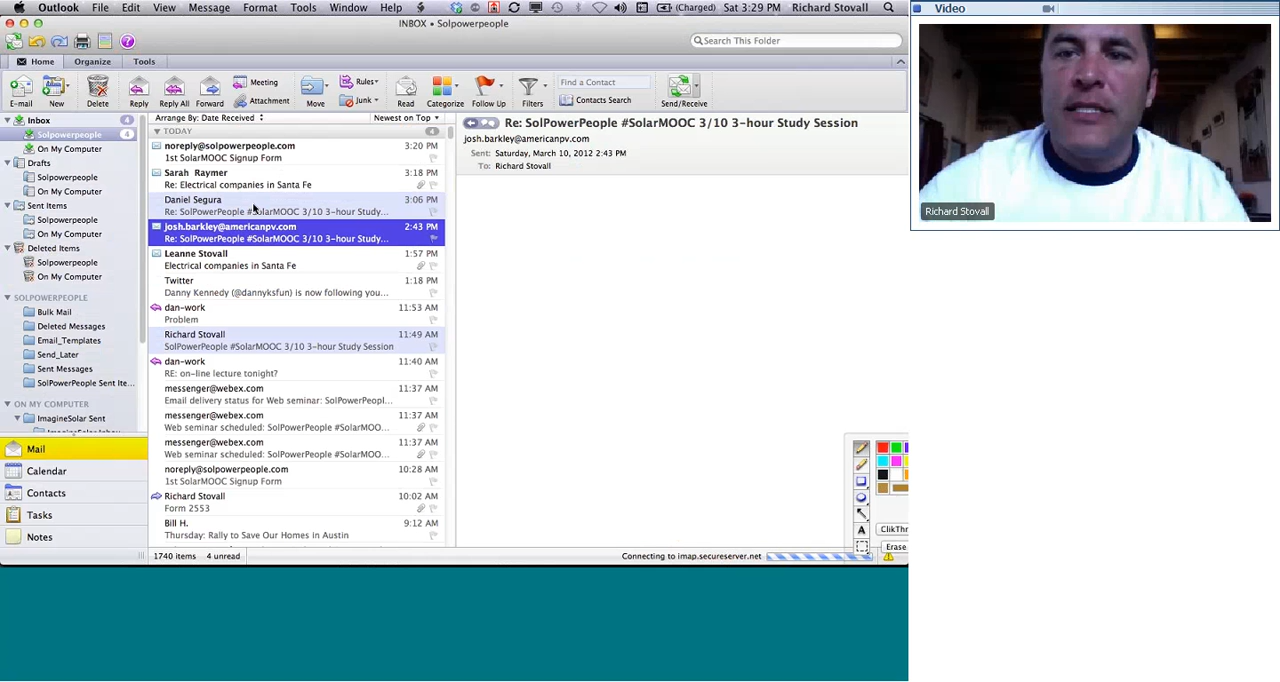 Outlook File Edit View Message Format Tools Window Help (Charged) Sat 3:29 PM Richard Stovall
INBOX • Solpowerpeople
Search This Folder
Home Organize Tools
E-mail New Delete Reply Reply All Forward Meeting Attachment Move Rules Junk Read Categorize Follow Up Filters Find a Contact Contacts Search Send/Receive
Inbox 4
Solpowerpeople 4
On My Computer
Drafts
Solpowerpeople
On My Computer
Sent Items
Solpowerpeople
On My Computer
Deleted Items
Solpowerpeople
On My Computer
SOLPOWERPEOPLE
Bulk Mail
Deleted Messages
Email_Templates
Send_Later
Sent Messages
SolPowerPeople Sent Ite...
ON MY COMPUTER
ImagineSolar Sent
ImagineSolar Inbox
Mail
Calendar
Contacts
Tasks
Notes
Arrange By: Date Received Newest on Top
TODAY 4
noreply@solpowerpeople.com 3:20 PM
1st SolarMOOC Signup Form
Sarah Raymer 3:18 PM
Re: Electrical companies in Santa Fe
Daniel Segura 3:06 PM
Re: SolPowerPeople #SolarMOOC 3/10 3-hour Study...
josh.barkley@americanpv.com 2:43 PM
Re: SolPowerPeople #SolarMOOC 3/10 3-hour Study...
Leanne Stovall 1:57 PM
Electrical companies in Santa Fe
Twitter 1:18 PM
Danny Kennedy (@dannyksfun) is now following you...
dan-work 11:53 AM
Problem
Richard Stovall 11:49 AM
SolPowerPeople #SolarMOOC 3/10 3-hour Study Session
dan-work 11:40 AM
RE: on-line lecture tonight?
messenger@webex.com 11:37 AM
Email delivery status for Web seminar: SolPowerPeopl...
messenger@webex.com 11:37 AM
Web seminar scheduled: SolPowerPeople #SolarMOO...
messenger@webex.com 11:37 AM
Web seminar scheduled: SolPowerPeople #SolarMOO...
noreply@solpowerpeople.com 10:28 AM
1st SolarMOOC Signup Form
Richard Stovall 10:02 AM
Form 2553
Bill H. 9:12 AM
Thursday: Rally to Save Our Homes in Austin
1740 items 4 unread
Re: SolPowerPeople #SolarMOOC 3/10 3-hour Study Session
josh.barkley@americanpv.com
Sent: Saturday, March 10, 2012 2:43 PM
To: Richard Stovall
A
ClikThr
Erase
Connecting to imap.secureserver.net
Video
Richard Stovall